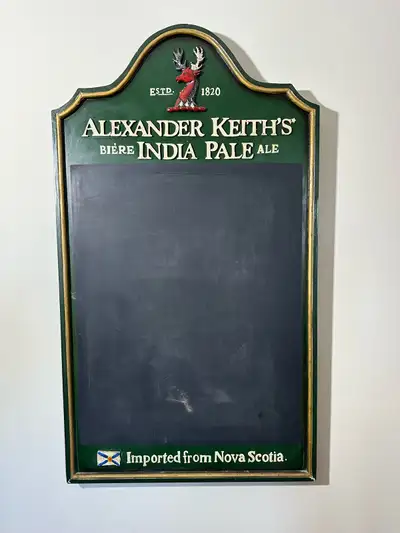 ESTD. 1820
ALEXANDER KEITH'S*
BIÈRE INDIA PALE ALE
Imported from Nova Scotia.